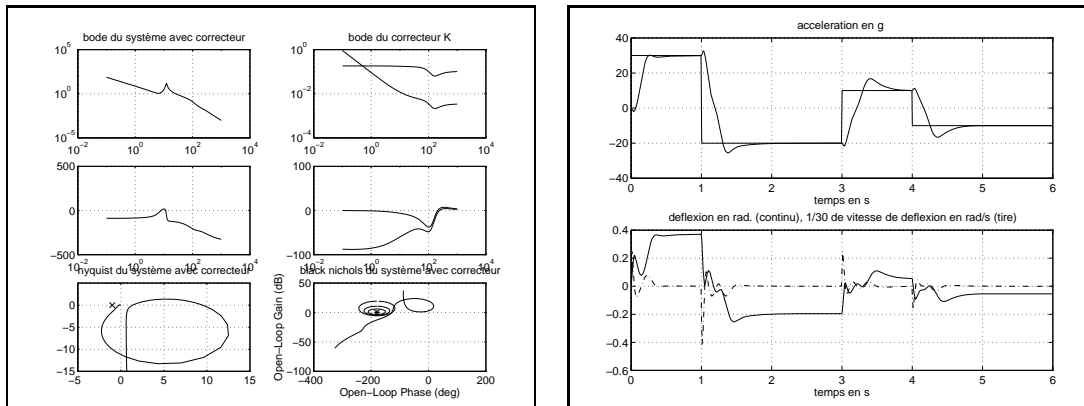 bode du système avec correcteur
bode du correcteur K
10^5
10^0
10^−5
10^−2 10^0 10^2 10^4
10^0
10^−2
10^−4
10^−2 10^0 10^2 10^4
500
0
−500
10^−2 10^0 10^2 10^4
100
0
−100
10^−2 10^0 10^2 10^4
nyquist du système avec correcteur
black nichols du système avec correcteur
5
0
−5
−10
−15
−5 0 5 10 15
Open−Loop Gain (dB)
50
0
−50
−100
−400 −200 0 200
Open−Loop Phase (deg)
acceleration en g
40
20
0
−20
−40
0 1 2 3 4 5 6
temps en s
deflexion en rad. (continu), 1/30 de vitesse de deflexion en rad/s (tire)
0.4
0.2
0
−0.2
−0.4
−0.6
0 1 2 3 4 5 6
temps en s